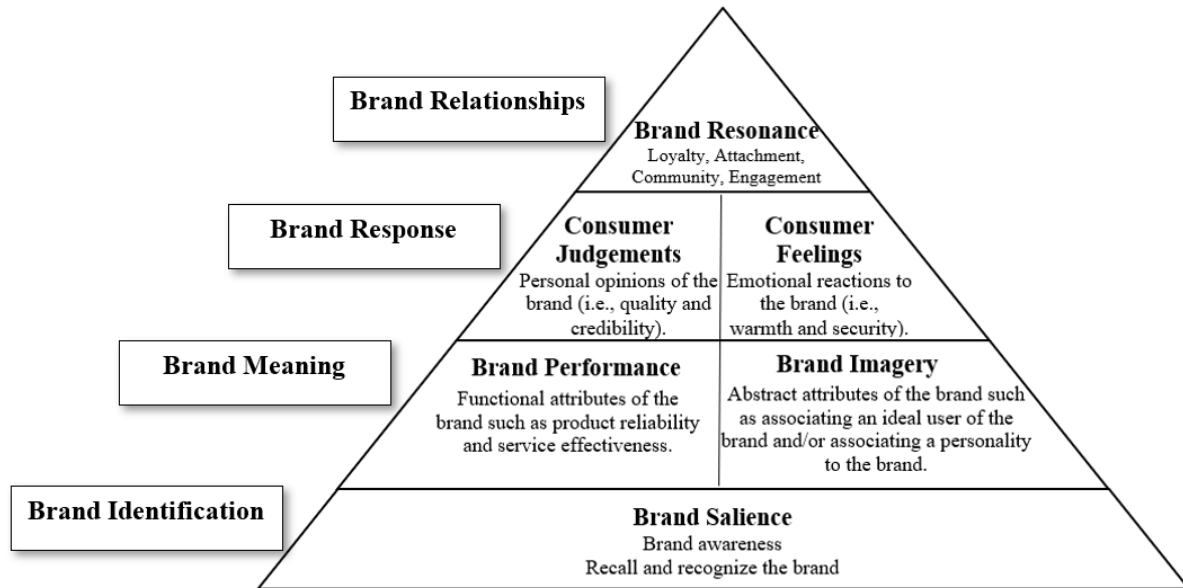 Brand Relationships
Brand Resonance
Loyalty, Attachment,
Community, Engagement
Brand Response
Consumer
Judgements
Personal opinions of the
brand (i.e., quality and
credibility).
Consumer
Feelings
Emotional reactions to
the brand (i.e.,
warmth and security).
Brand Meaning
Brand Performance
Functional attributes of the
brand such as product reliability
and service effectiveness.
Brand Imagery
Abstract attributes of the brand such
as associating an ideal user of the
brand and/or associating a personality
to the brand.
Brand Identification
Brand Salience
Brand awareness
Recall and recognize the brand